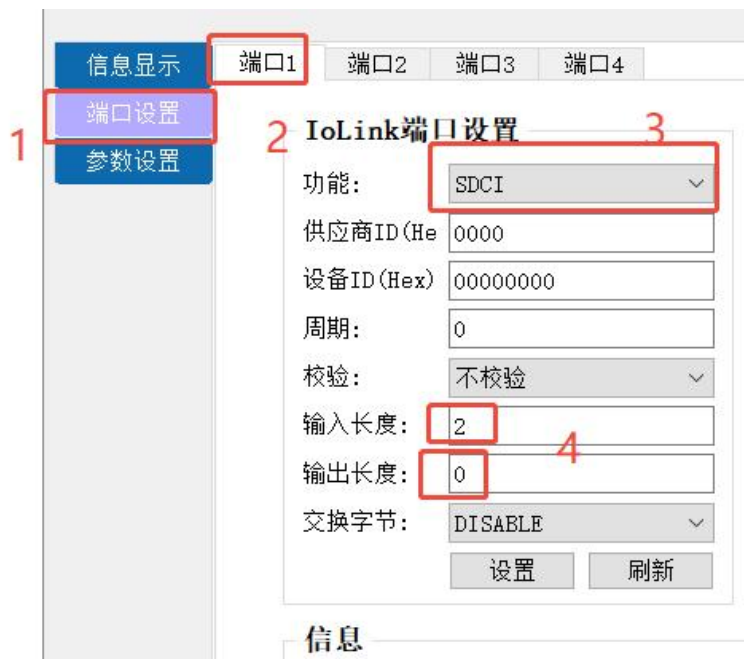 信息显示
端口设置
参数设置
1
端口1 端口2 端口3 端口4
2
IoLink端口设置
3
功能: SDCI
供应商ID(He 0000
设备ID(Hex) 00000000
周期: 0
校验: 不校验
输入长度: 2
4
输出长度: 0
交换字节: DISABLE
设置 刷新
信息